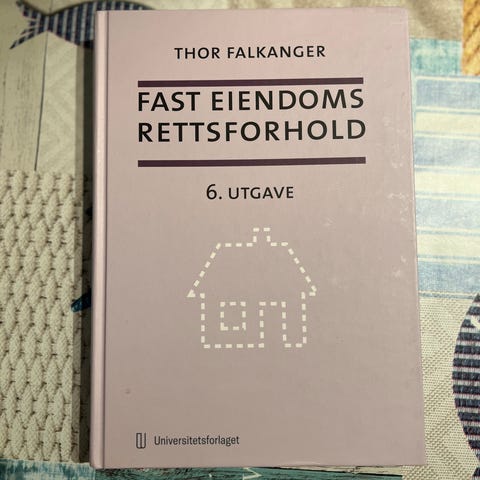 THOR FALKANGER
FAST EIENDOMS
RETTSFORHOLD
6. UTGAVE
Universitetsforlaget